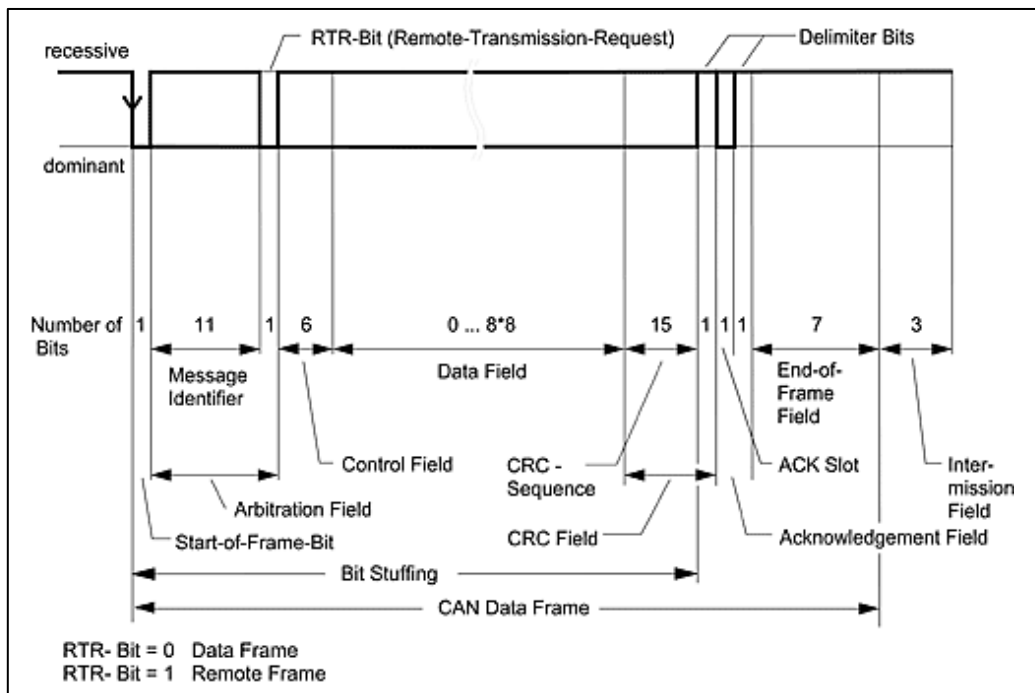 RTR-Bit (Remote-Transmission-Request)
Delimiter Bits
recessive
dominant
Number of
Bits
1
11
1
6
0 ... 8*8
15
1
1
1
7
3
Message
Identifier
Data Field
End-of-
Frame
Field
Control Field
CRC -
Sequence
ACK Slot
Inter-
mission
Field
Arbitration Field
CRC Field
Acknowledgement Field
Start-of-Frame-Bit
Bit Stuffing
CAN Data Frame
RTR- Bit = 0 Data Frame
RTR- Bit = 1 Remote Frame